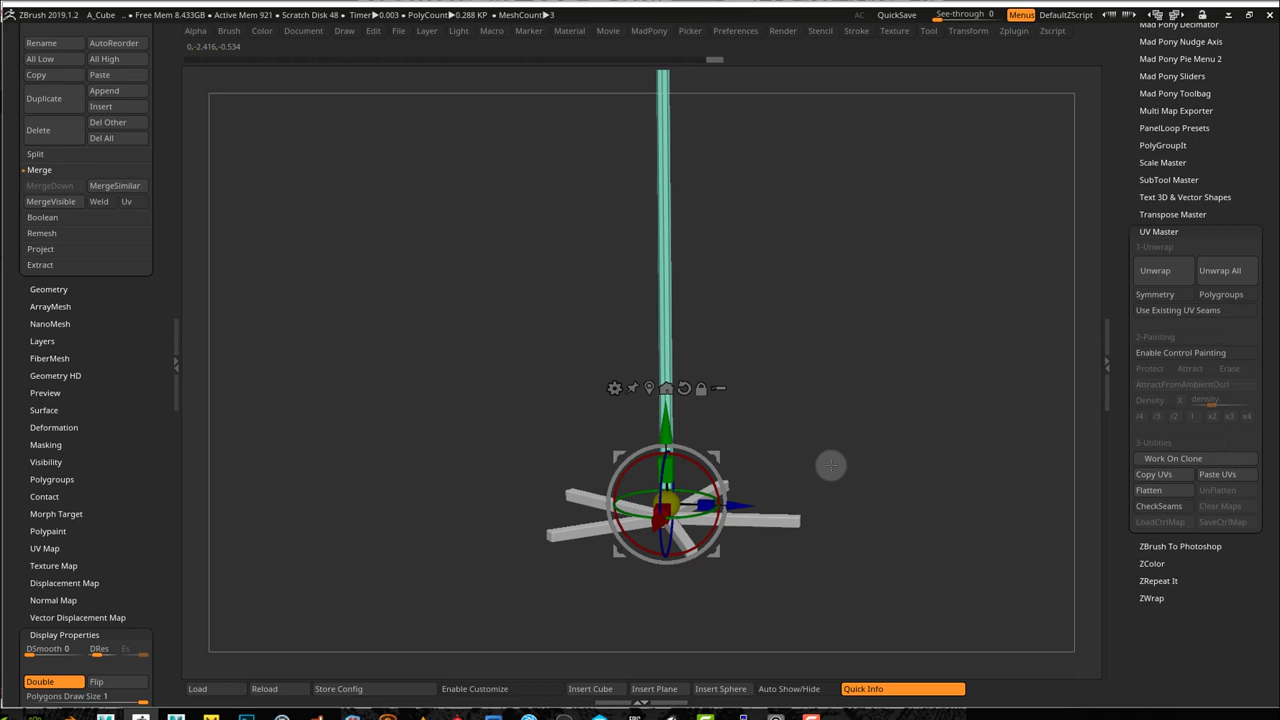 ZBrush 2019.1.2 A_Cube .. • Free Mem 8.433GB • Active Mem 921 • Scratch Disk 48 • Timer▶0.003 • PolyCount▶0.288 KP • MeshCount▶3 AC QuickSave See-through 0 Menus DefaultZScript
Alpha Brush Color Document Draw Edit File Layer Light Macro Marker Material Movie MadPony Picker Preferences Render Stencil Stroke Texture Tool Transform Zplugin Zscript
0,-2.416,-0.534
Rename AutoReorder
All Low All High
Copy Paste
Duplicate Append
Insert
Delete Del Other
Del All
Split
Merge
MergeDown MergeSimilar
MergeVisible Weld Uv
Boolean
Remesh
Project
Extract
Geometry
ArrayMesh
NanoMesh
Layers
FiberMesh
Geometry HD
Preview
Surface
Deformation
Masking
Visibility
Polygroups
Contact
Morph Target
Polypaint
UV Map
Texture Map
Displacement Map
Normal Map
Vector Displacement Map
Display Properties
DSmooth 0 DRes Es
Double Flip
Polygons Draw Size 1
Load Reload Store Config Enable Customize Insert Cube Insert Plane Insert Sphere Auto Show/Hide Quick Info
Mad Pony Decimator
Mad Pony Nudge Axis
Mad Pony Pie Menu 2
Mad Pony Sliders
Mad Pony Toolbag
Multi Map Exporter
PanelLoop Presets
PolyGroupIt
Scale Master
SubTool Master
Text 3D & Vector Shapes
Transpose Master
UV Master
1-Unwrap
Unwrap Unwrap All
Symmetry Polygroups
Use Existing UV Seams
2-Painting
Enable Control Painting
Protect Attract Erase
AttractFromAmbientOccl
Density X density.
/4 /3 /2 1 x2 x3 x4
3-Utilities
Work On Clone
Copy UVs Paste UVs
Flatten UnFlatten
CheckSeams Clear Maps
LoadCtrlMap SaveCtrlMap
ZBrush To Photoshop
ZColor
ZRepeat It
ZWrap